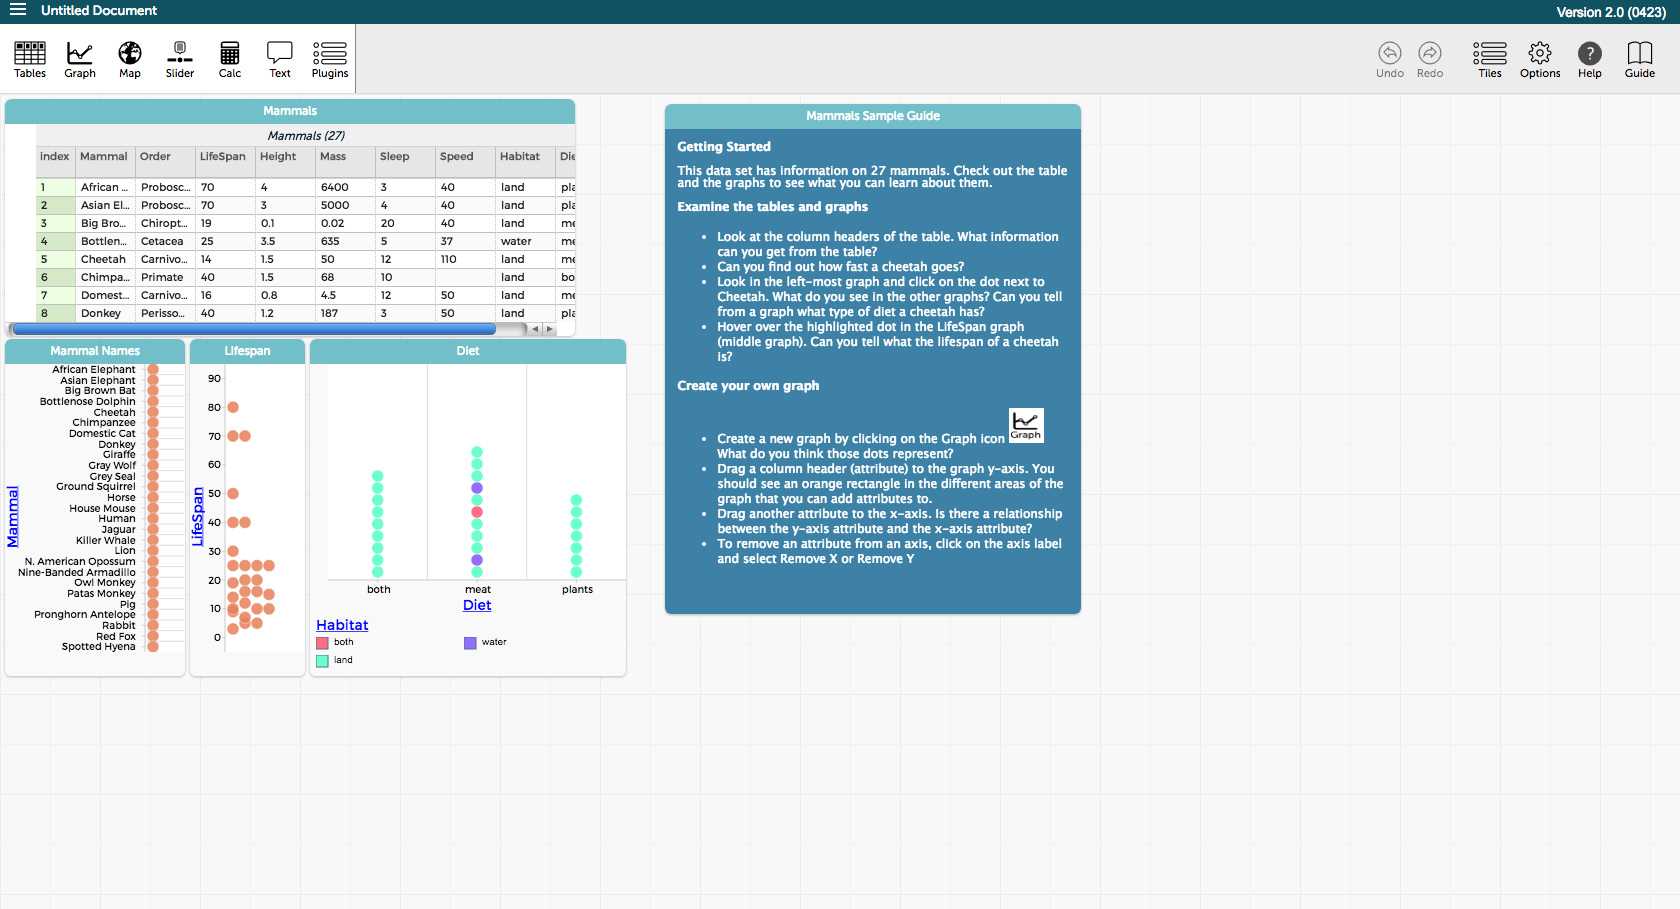 Untitled Document
Version 2.0 (0423)
Tables Graph Map Slider Calc Text Plugins
Undo Redo Tiles Options Help Guide
Mammals
Mammals (27)
index Mammal Order LifeSpan Height Mass Sleep Speed Habitat Die
1 African ... Probosc... 70 4 6400 3 40 land pla
2 Asian El... Probosc... 70 3 5000 4 40 land pla
3 Big Bro... Chiropt... 19 0.1 0.02 20 40 land me
4 Bottlen... Cetacea 25 3.5 635 5 37 water me
5 Cheetah Carnivo... 14 1.5 50 12 110 land me
6 Chimpa... Primate 40 1.5 68 10 land bo
7 Domest... Carnivo... 16 0.8 4.5 12 50 land me
8 Donkey Perisso... 40 1.2 187 3 50 land pla
Mammal Names
African Elephant
Asian Elephant
Big Brown Bat
Bottlenose Dolphin
Cheetah
Chimpanzee
Domestic Cat
Donkey
Giraffe
Gray Wolf
Grey Seal
Ground Squirrel
Horse
House Mouse
Human
Jaguar
Killer Whale
Lion
N. American Opossum
Nine-Banded Armadillo
Owl Monkey
Patas Monkey
Pig
Pronghorn Antelope
Rabbit
Red Fox
Spotted Hyena
Mammal
Lifespan
90
80
70
60
50
40
30
20
10
0
LifeSpan
Diet
both meat plants
Diet
Habitat
both water
land
Mammals Sample Guide
Getting Started
This data set has information on 27 mammals. Check out the table
and the graphs to see what you can learn about them.
Examine the tables and graphs
• Look at the column headers of the table. What information
can you get from the table?
• Can you find out how fast a cheetah goes?
• Look in the left-most graph and click on the dot next to
Cheetah. What do you see in the other graphs? Can you tell
from a graph what type of diet a cheetah has?
• Hover over the highlighted dot in the LifeSpan graph
(middle graph). Can you tell what the lifespan of a cheetah
is?
Create your own graph
Graph
• Create a new graph by clicking on the Graph icon
What do you think those dots represent?
• Drag a column header (attribute) to the graph y-axis. You
should see an orange rectangle in the different areas of the
graph that you can add attributes to.
• Drag another attribute to the x-axis. Is there a relationship
between the y-axis attribute and the x-axis attribute?
• To remove an attribute from an axis, click on the axis label
and select Remove X or Remove Y